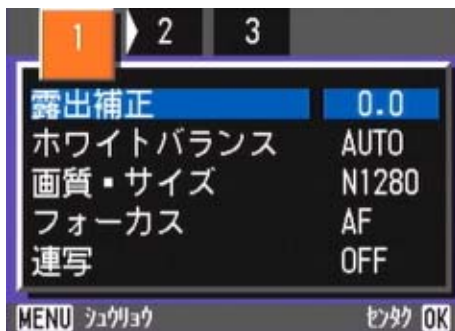 1 2 3
露出補正 0.0
ホワイトバランス AUTO
画質・サイズ N1280
フォーカス AF
連写 OFF
MENU ｼｭｳﾘｮｳ ｾﾝﾀｸ OK